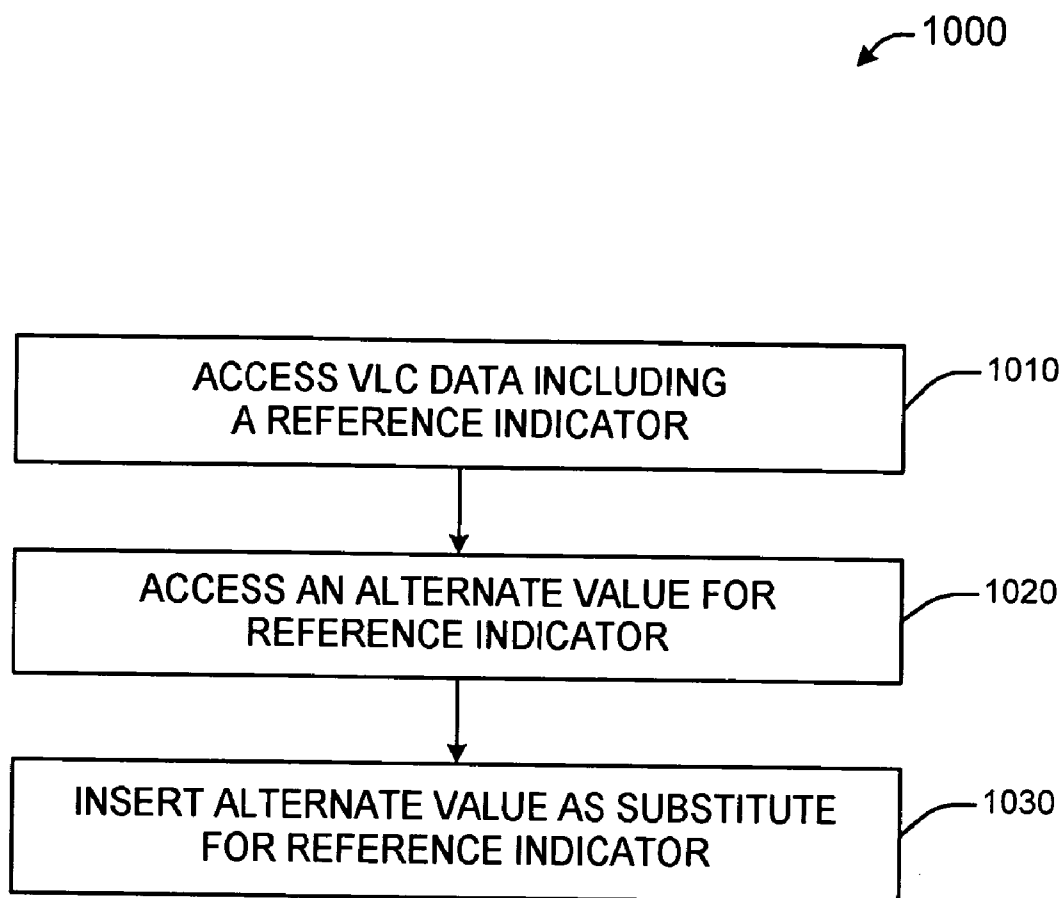 1000
ACCESS VLC DATA INCLUDING
A REFERENCE INDICATOR
1010
ACCESS AN ALTERNATE VALUE FOR
REFERENCE INDICATOR
1020
INSERT ALTERNATE VALUE AS SUBSTITUTE
FOR REFERENCE INDICATOR
1030